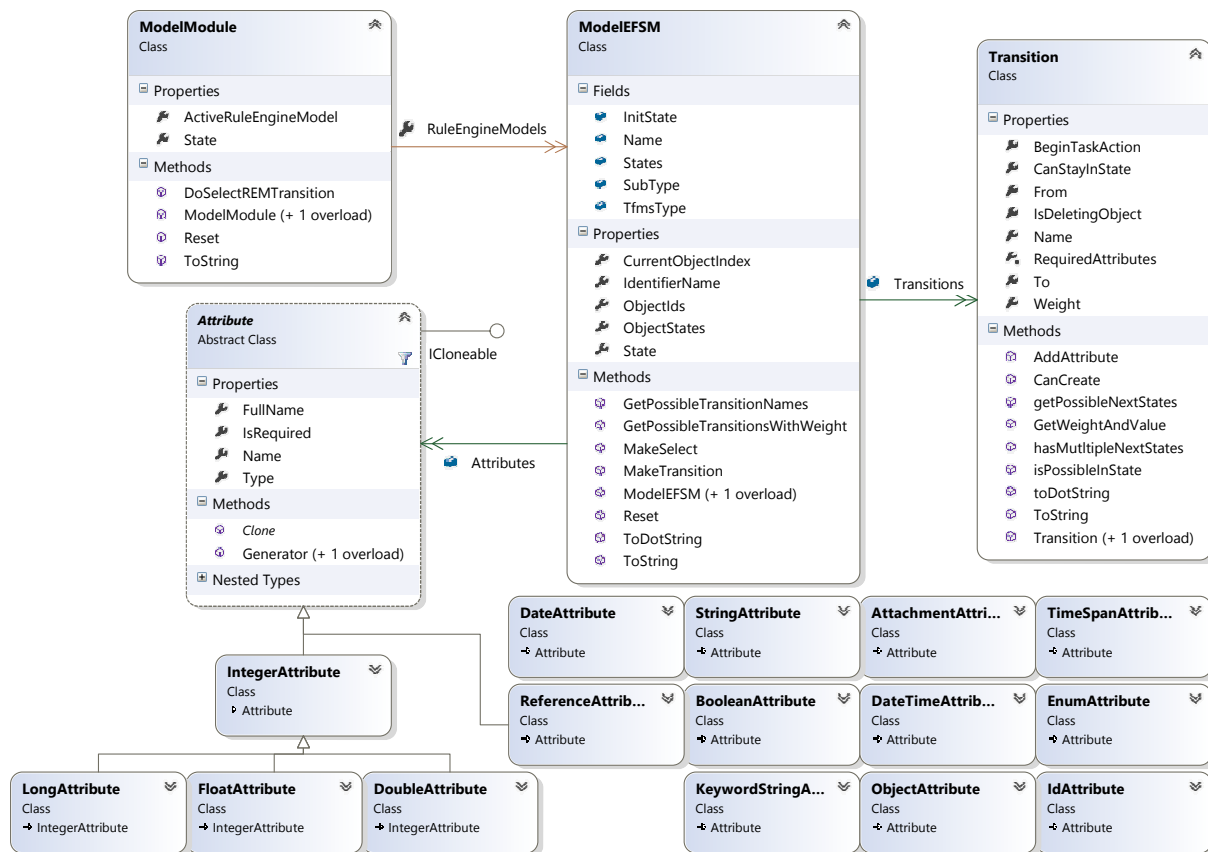 ModelModule
Class
Properties
ActiveRuleEngineModel
State
Methods
DoSelectREMTransition
ModelModule (+ 1 overload)
Reset
ToString
RuleEngineModels
ModelEFSM
Class
Fields
InitState
Name
States
SubType
TfmsType
Properties
CurrentObjectIndex
IdentifierName
ObjectIds
ObjectStates
State
Methods
GetPossibleTransitionNames
GetPossibleTransitionsWithWeight
MakeSelect
MakeTransition
ModelEFSM (+ 1 overload)
Reset
ToDotString
ToString
Transitions
Transition
Class
Properties
BeginTaskAction
CanStayInState
From
IsDeletingObject
Name
RequiredAttributes
To
Weight
Methods
AddAttribute
CanCreate
getPossibleNextStates
GetWeightAndValue
hasMutltipleNextStates
isPossibleInState
toDotString
ToString
Transition (+ 1 overload)
Attribute
Abstract Class
Properties
FullName
IsRequired
Name
Type
Methods
Clone
Generator (+ 1 overload)
Nested Types
ICloneable
Attributes
IntegerAttribute
Class
Attribute
LongAttribute
Class
IntegerAttribute
FloatAttribute
Class
IntegerAttribute
DoubleAttribute
Class
IntegerAttribute
DateAttribute
Class
Attribute
StringAttribute
Class
Attribute
AttachmentAttri...
Class
Attribute
TimeSpanAttrib...
Class
Attribute
ReferenceAttrib...
Class
Attribute
BooleanAttribute
Class
Attribute
DateTimeAttrib...
Class
Attribute
EnumAttribute
Class
Attribute
KeywordStringA...
Class
Attribute
ObjectAttribute
Class
Attribute
IdAttribute
Class
Attribute